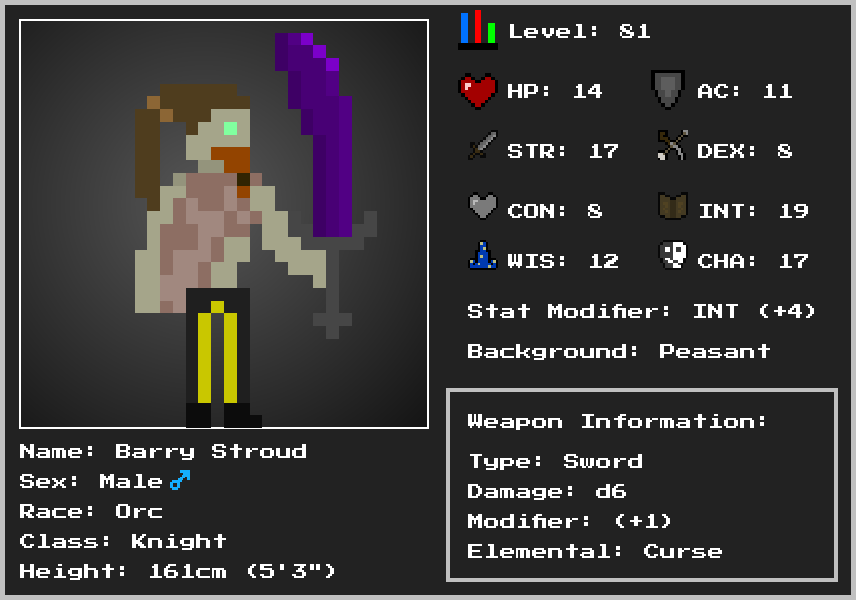 Level: 81
HP: 14
AC: 11
STR: 17
DEX: 8
CON: 8
INT: 19
WIS: 12
CHA: 17
Stat Modifier: INT (+4)
Background: Peasant
Weapon Information:
Type: Sword
Damage: d6
Modifier: (+1)
Elemental: Curse
Name: Barry Stroud
Sex: Male♂
Race: Orc
Class: Knight
Height: 161cm (5'3")